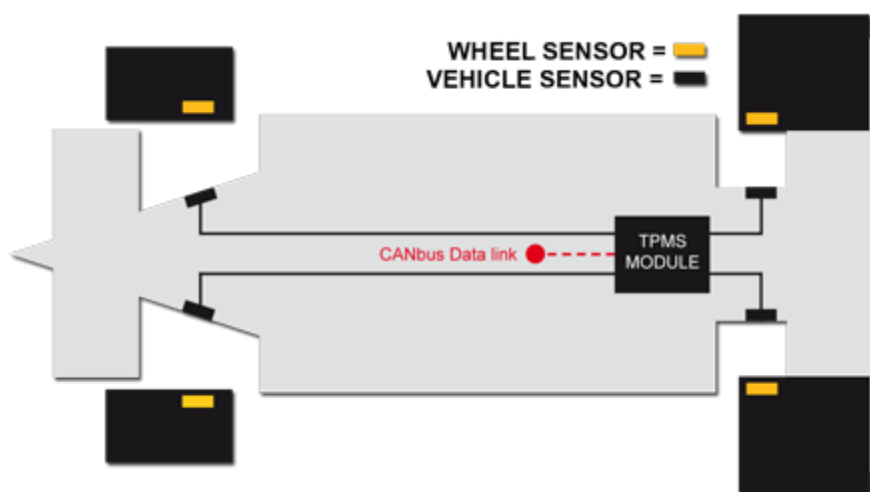 WHEEL SENSOR =
VEHICLE SENSOR =
CANbus Data link
TPMS
MODULE